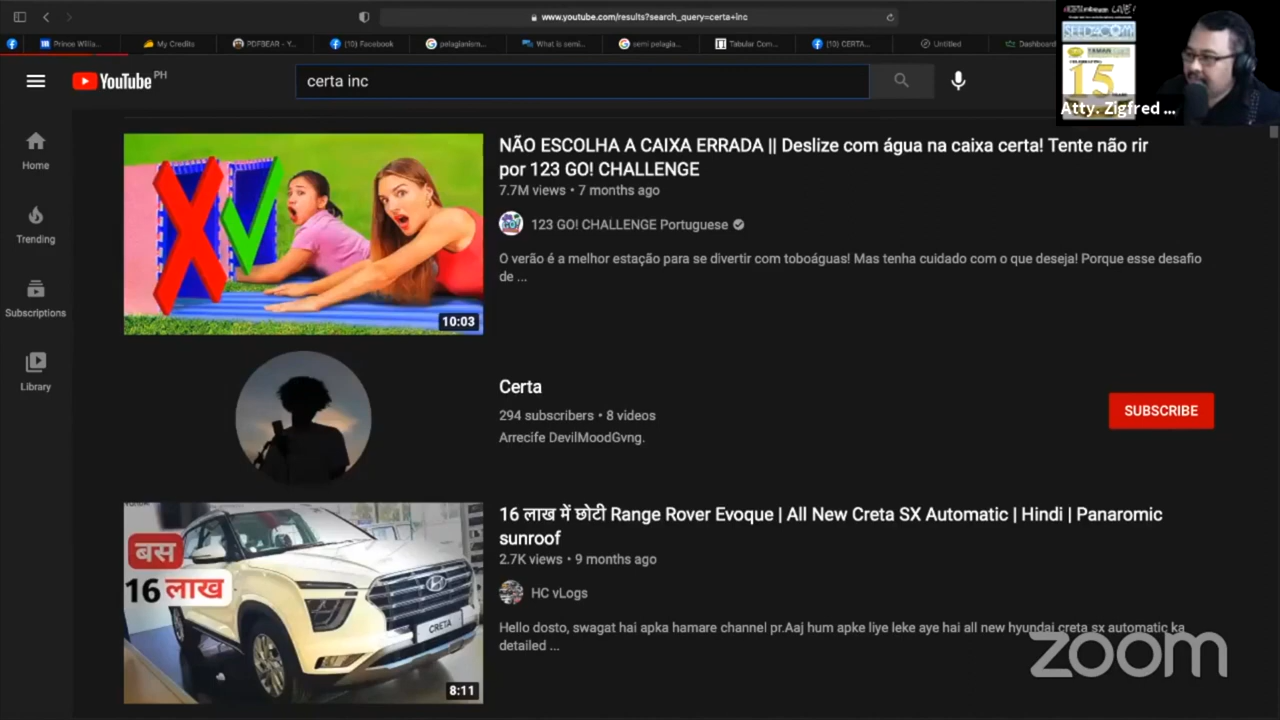 www.youtube.com/results?search_query=certa+inc
Prince Willia...
My Credits
PDFBEAR - Y...
(10) Facebook
pelagianism...
What is semi...
semi pelagia...
Tabular Com...
(10) CERTA...
Untitled
Dashboard
YouTube PH
certa inc
LIVE!
SEED4COM
YAMAN
15
Atty. Zigfred ...
Home
Trending
Subscriptions
Library
NÃO ESCOLHA A CAIXA ERRADA || Deslize com água na caixa certa! Tente não rir
por 123 GO! CHALLENGE
7.7M views • 7 months ago
123 GO! CHALLENGE Portuguese
O verão é a melhor estação para se divertir com toboáguas! Mas tenha cuidado com o que deseja! Porque esse desafio
de ...
10:03
Certa
294 subscribers • 8 videos
Arrecife DevilMoodGvng.
SUBSCRIBE
16 लाख में छोटी Range Rover Evoque | All New Creta SX Automatic | Hindi | Panaromic
sunroof
2.7K views • 9 months ago
HC vLogs
Hello dosto, swagat hai apka hamare channel pr.Aaj hum apke liye leke aye hai all new hyundai creta sx automatic ka
detailed ...
बस
16 लाख
CRETA
8:11
zoom